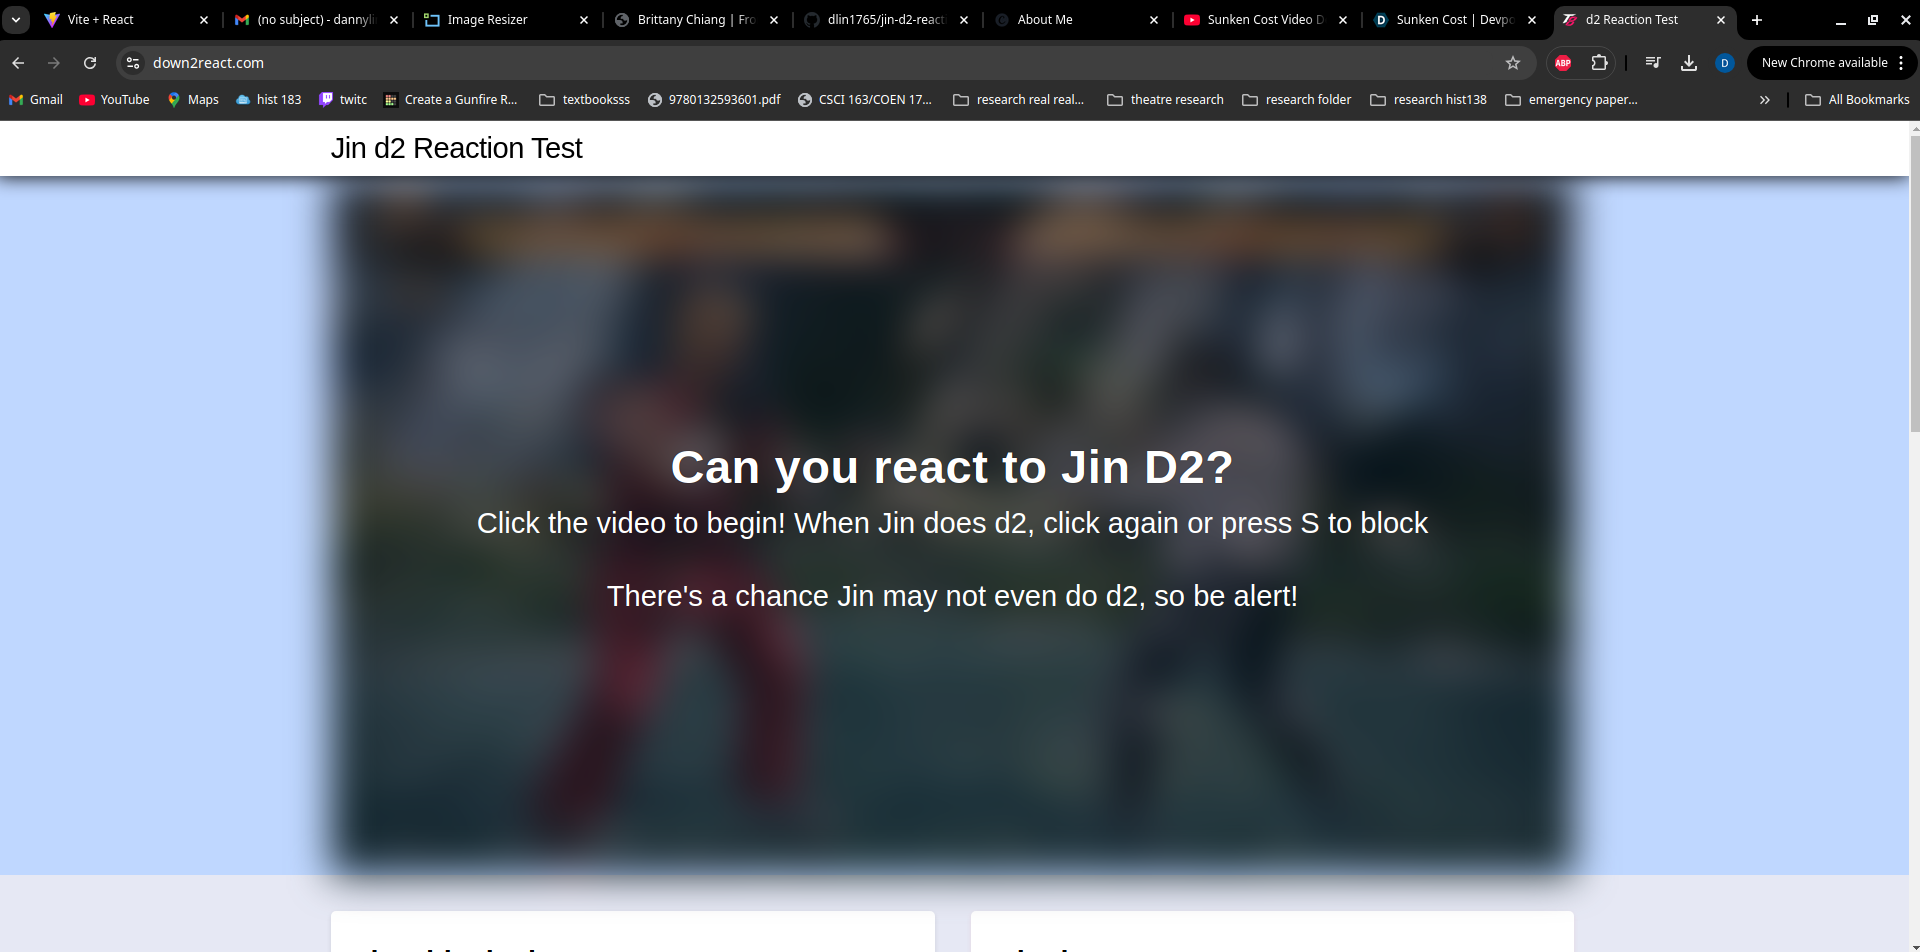 Vite + React
(no subject) - dannyli
Image Resizer
Brittany Chiang | Fro
dlin1765/jin-d2-react
About Me
Sunken Cost Video D
Sunken Cost | Devpo
d2 Reaction Test
down2react.com
ABP
D
New Chrome available
Gmail
YouTube
Maps
hist 183
twitc
Create a Gunfire R...
textbooksss
9780132593601.pdf
CSCI 163/COEN 17...
research real real...
theatre research
research folder
research hist138
emergency paper...
All Bookmarks
Jin d2 Reaction Test
Can you react to Jin D2?
Click the video to begin! When Jin does d2, click again or press S to block
There's a chance Jin may not even do d2, so be alert!